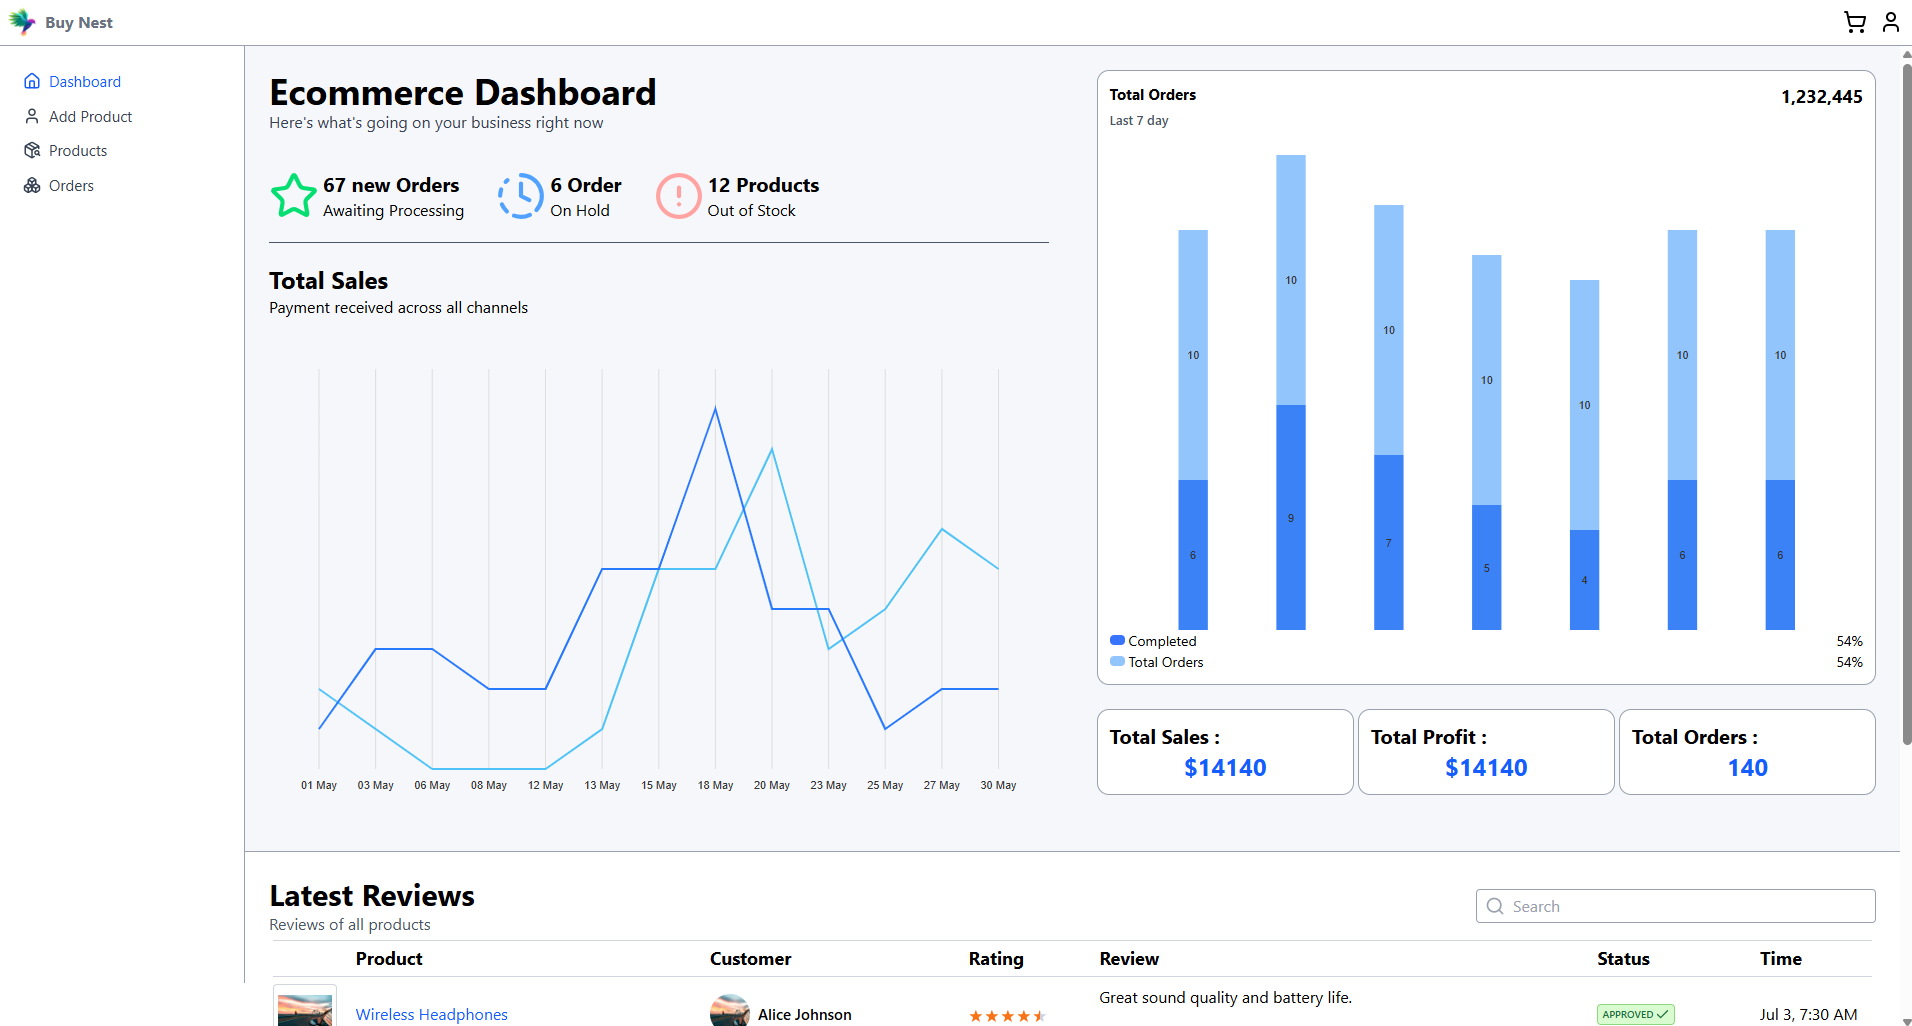 Buy Nest
Dashboard
Add Product
Products
Orders
Ecommerce Dashboard
Here's what's going on your business right now
67 new Orders
Awaiting Processing
6 Order
On Hold
12 Products
Out of Stock
Total Sales
Payment received across all channels
01 May 03 May 06 May 08 May 12 May 13 May 15 May 18 May 20 May 23 May 25 May 27 May 30 May
Total Orders
1,232,445
Last 7 day
10 10 10 10 10 10 10
6 9 7 5 4 6 6
Completed 54%
Total Orders 54%
Total Sales :
$14140
Total Profit :
$14140
Total Orders :
140
Latest Reviews
Reviews of all products
Search
Product Customer Rating Review Status Time
Wireless Headphones
Alice Johnson
Great sound quality and battery life.
APPROVED
Jul 3, 7:30 AM